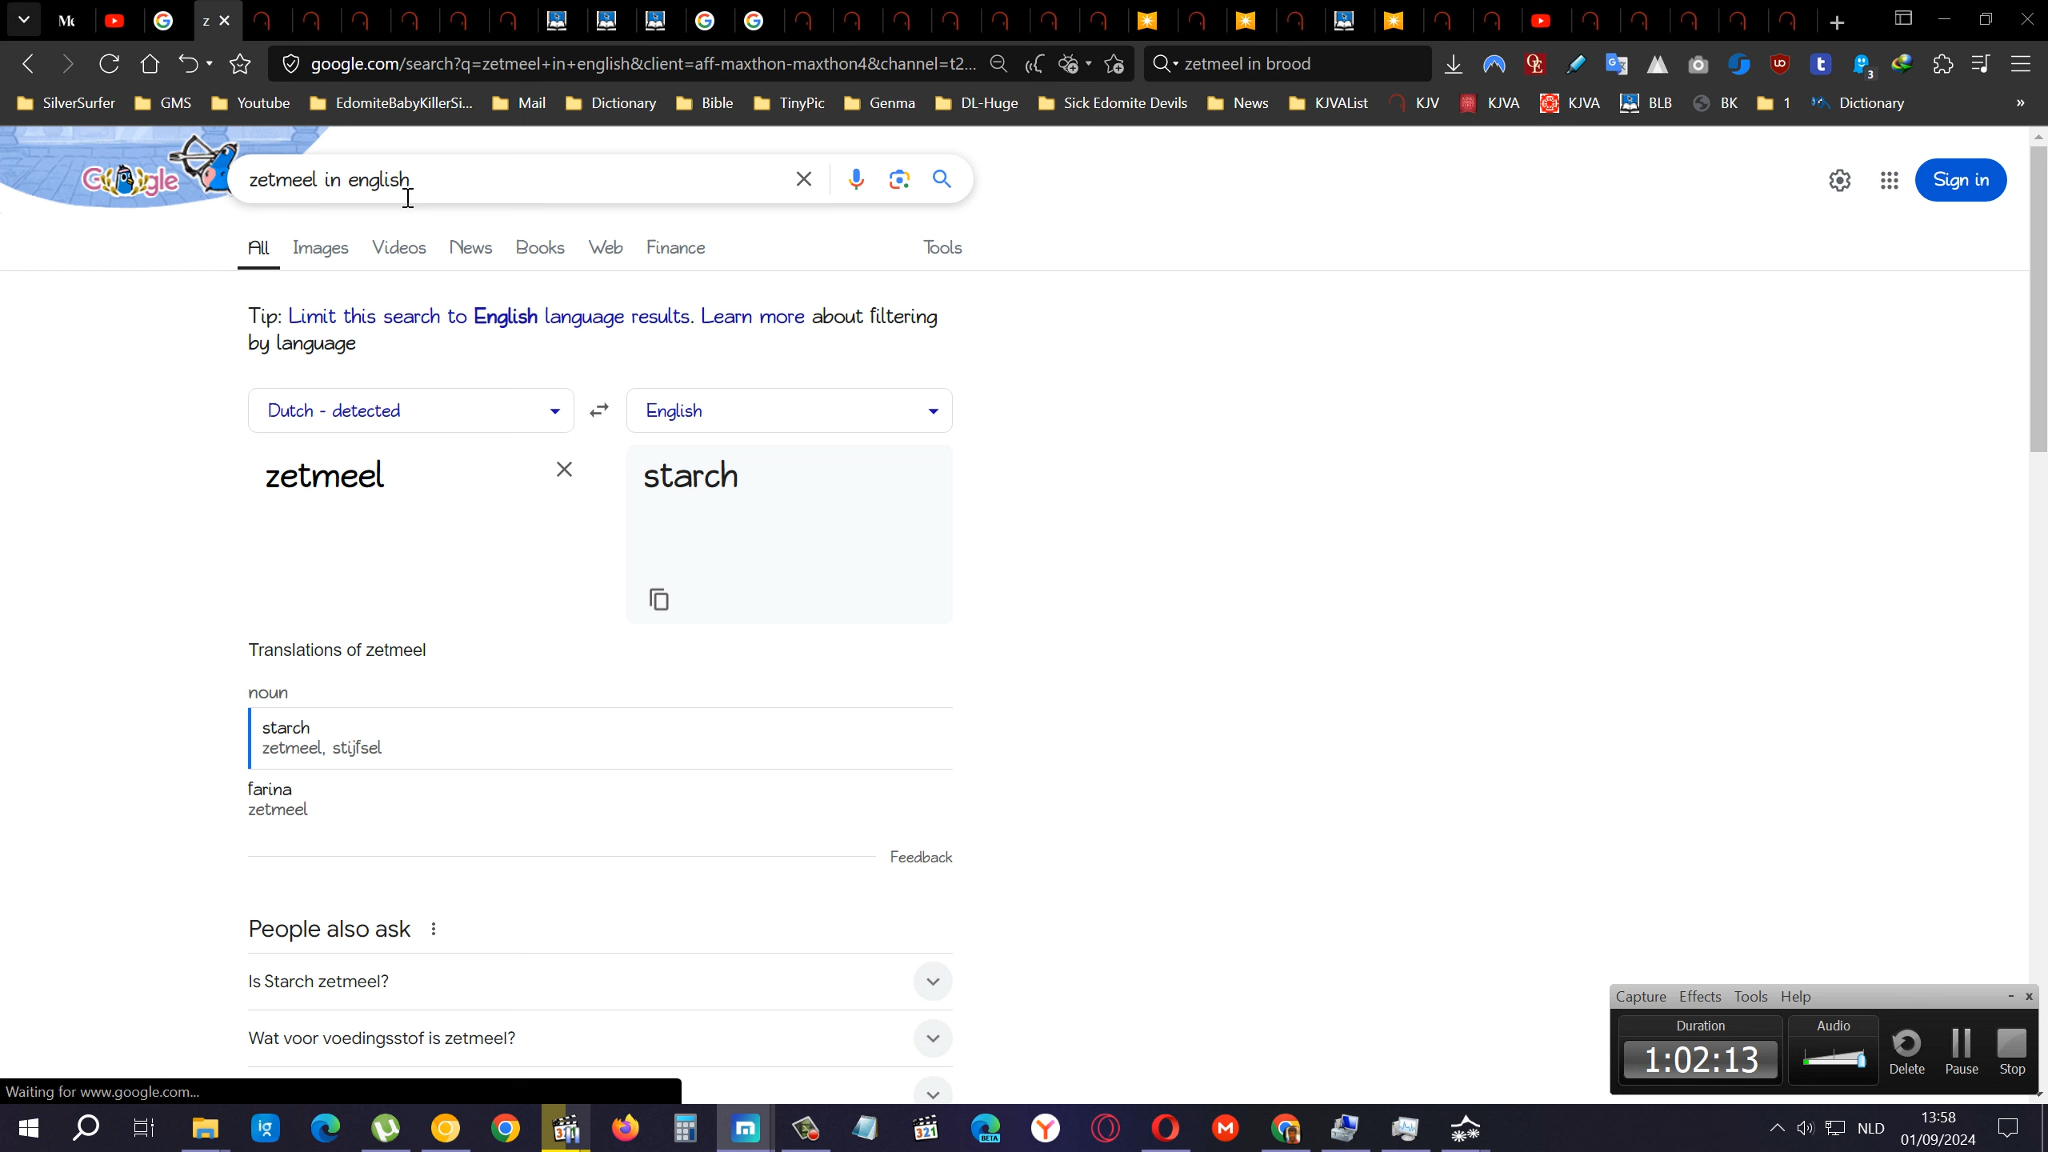 z
google.com/search?q=zetmeel+in+english&client=aff-maxthon-maxthon4&channel=t2...
zetmeel in brood
SilverSurfer
GMS
Youtube
EdomiteBabyKillerSi...
Mail
Dictionary
Bible
TinyPic
Genma
DL-Huge
Sick Edomite Devils
News
KJVAList
KJV
KJVA
KJVA
BLB
BK
1
Dictionary
»
Google
zetmeel in english
Sign in
All Images Videos News Books Web Finance Tools
Tip: Limit this search to English language results. Learn more about filtering
by language
Dutch - detected
English
zetmeel
starch
Translations of zetmeel
noun
starch
zetmeel, stijfsel
farina
zetmeel
Feedback
People also ask
Is Starch zetmeel?
Wat voor voedingsstof is zetmeel?
Capture Effects Tools Help
Duration
1:02:13
Audio
Delete
Pause
Stop
Waiting for www.google.com...
NLD
13:58
01/09/2024